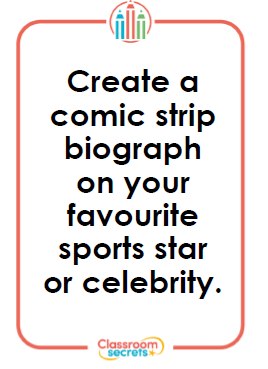 Create a
comic strip
biograph
on your
favourite
sports star
or celebrity.
Classroom
secrets